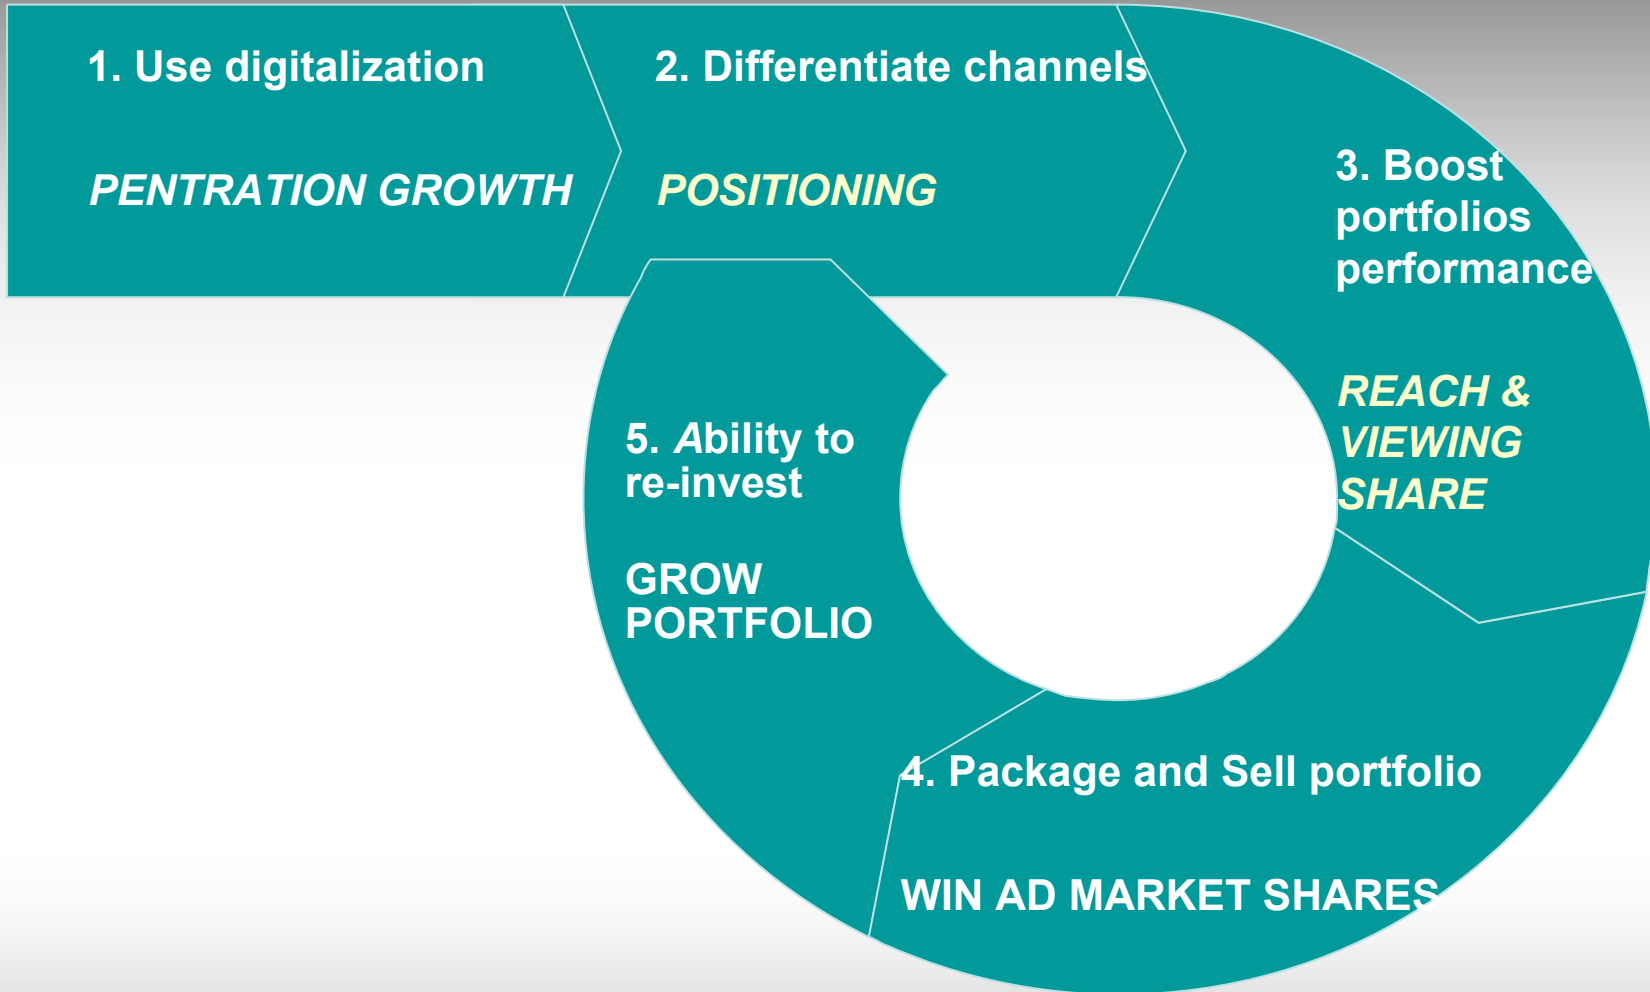 1. Use digitalization
PENTRATION GROWTH
2. Differentiate channels
POSITIONING
3. Boost
portfolios
performance
REACH &
VIEWING
SHARE
4. Package and Sell portfolio
WIN AD MARKET SHARES
5. Ability to
re-invest
GROW
PORTFOLIO